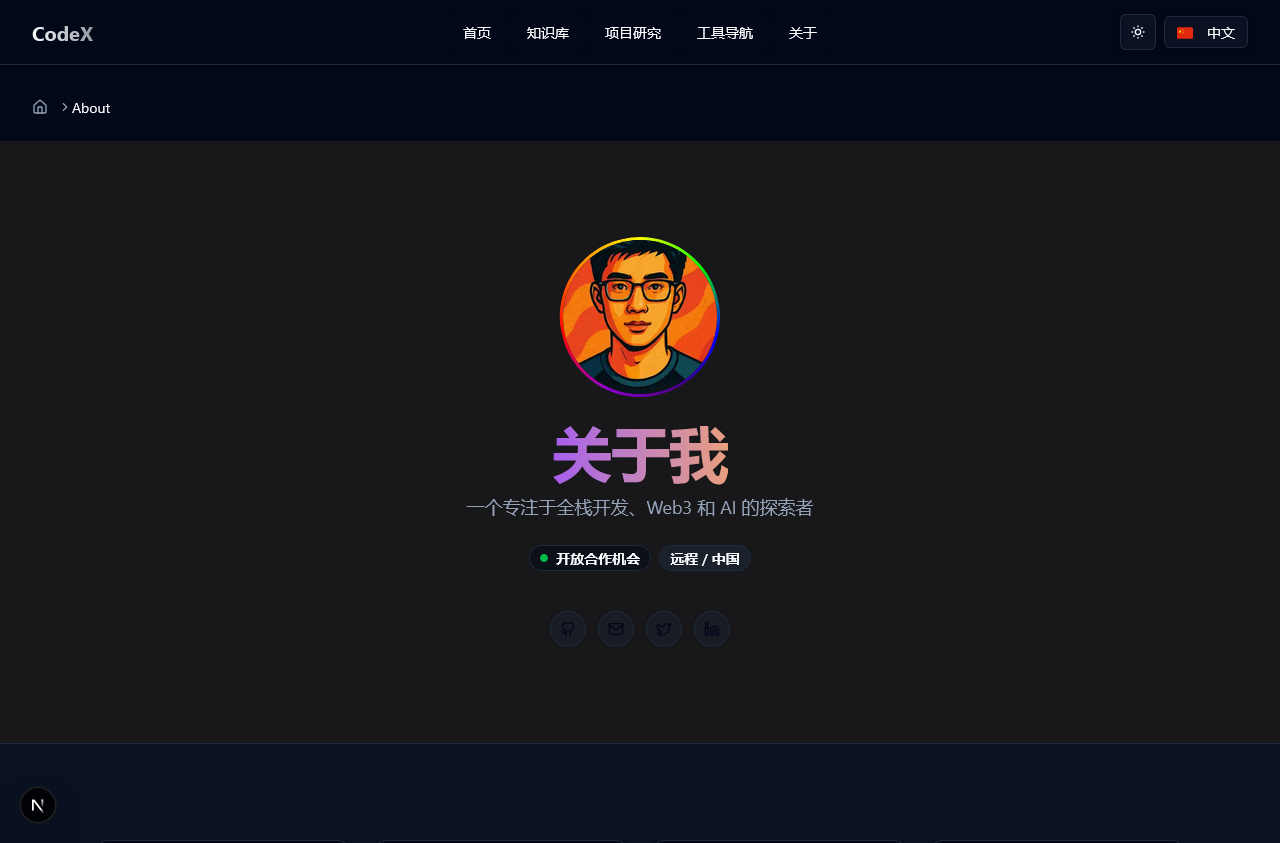 CodeX
首页 知识库 项目研究 工具导航 关于
中文
About
关于我
一个专注于全栈开发、Web3 和 AI 的探索者
开放合作机会 远程 / 中国
N